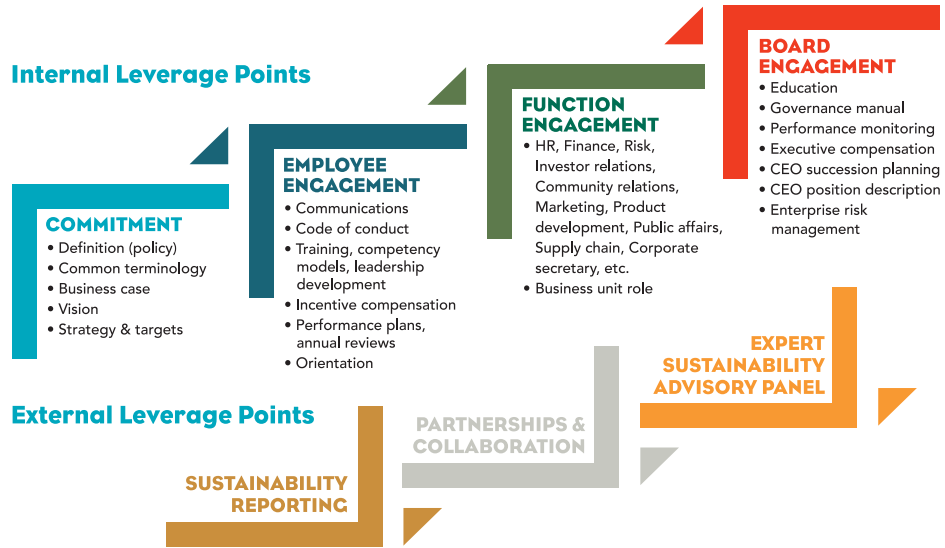 Internal Leverage Points
COMMITMENT
• Definition (policy)
• Common terminology
• Business case
• Vision
• Strategy & targets
EMPLOYEE
ENGAGEMENT
• Communications
• Code of conduct
• Training, competency
models, leadership
development
• Incentive compensation
• Performance plans,
annual reviews
• Orientation
FUNCTION
ENGAGEMENT
• HR, Finance, Risk,
Investor relations,
Community relations,
Marketing, Product
development, Public affairs,
Supply chain, Corporate
secretary, etc.
• Business unit role
BOARD
ENGAGEMENT
• Education
• Governance manual
• Performance monitoring
• Executive compensation
• CEO succession planning
• CEO position description
• Enterprise risk
management
External Leverage Points
SUSTAINABILITY
REPORTING
PARTNERSHIPS &
COLLABORATION
EXPERT
SUSTAINABILITY
ADVISORY PANEL